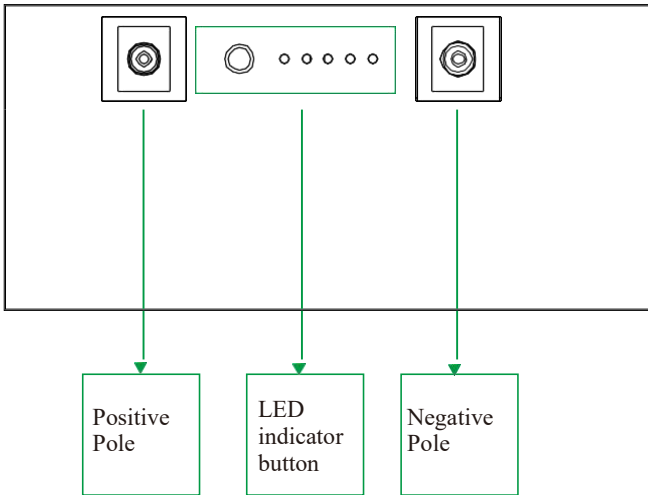 Positive
Pole
LED
indicator
button
Negative
Pole